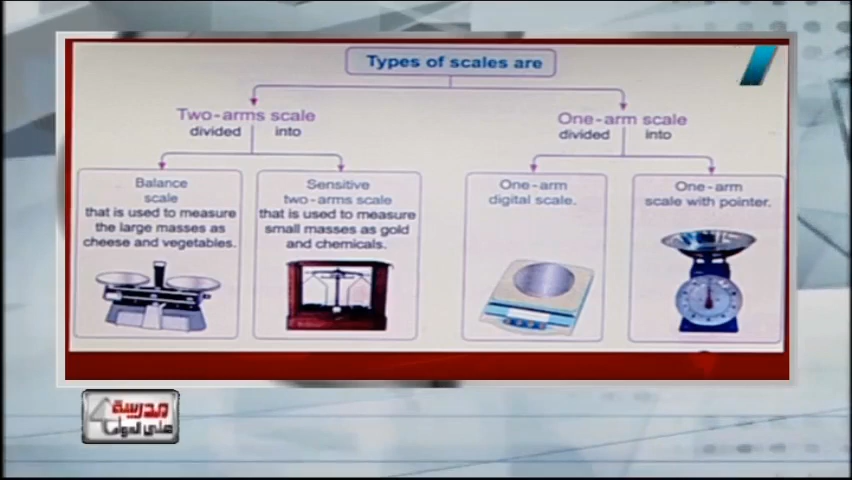 Types of scales are
Two-arms scale
divided into
One-arm scale
divided into
Balance
scale
that is used to measure
the large masses as
cheese and vegetables.
Sensitive
two-arms scale
that is used to measure
small masses as gold
and chemicals.
One-arm
digital scale.
One-arm
scale with pointer.
مدرسة
على الهواء